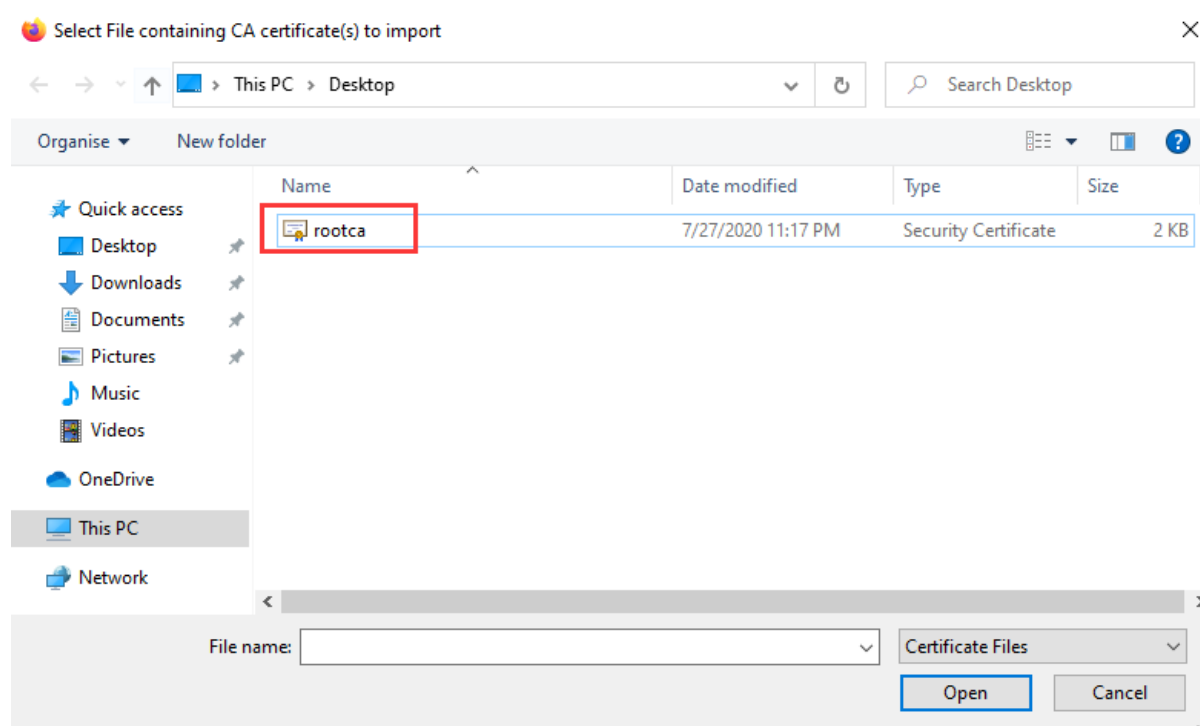 Select File containing CA certificate(s) to import
This PC > Desktop
Search Desktop
Organise
New folder
?
Name
Date modified
Type
Size
Quick access
rootca
7/27/2020 11:17 PM
Security Certificate
2 KB
Desktop
Downloads
Documents
Pictures
Music
Videos
OneDrive
This PC
Network
File name:
Certificate Files
Open
Cancel